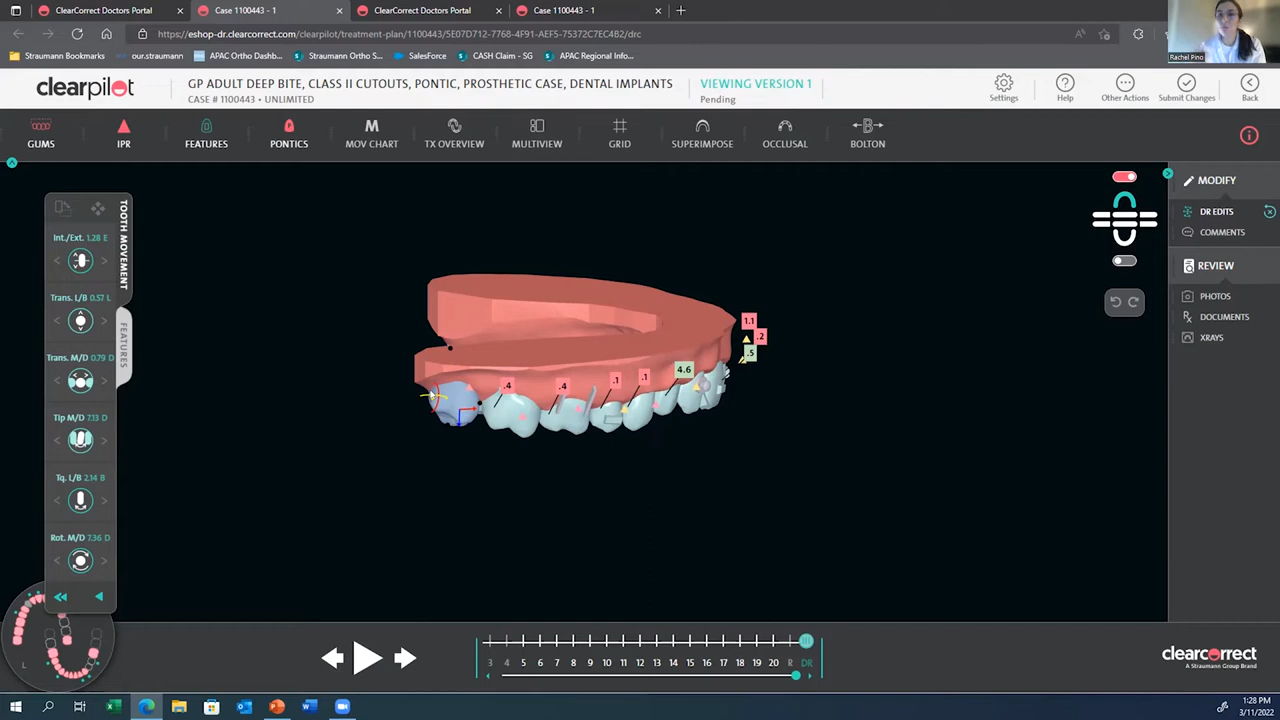 ClearCorrect Doctors Portal
Case 1100443 - 1
ClearCorrect Doctors Portal
Case 1100443 - 1
https://eshop-dr.clearcorrect.com/clearpilot/treatment-plan/1100443/5E07D712-7768-4F91-AEF5-75372C7EC4B2/drc
Straumann Bookmarks
our.straumann
APAC Ortho Dashb...
Straumann Ortho S...
SalesForce
CASH Claim - SG
APAC Regional Info...
Rachel Pino
clearpilot
GP ADULT DEEP BITE, CLASS II CUTOUTS, PONTIC, PROSTHETIC CASE, DENTAL IMPLANTS
CASE # 1100443 • UNLIMITED
VIEWING VERSION 1
Pending
Settings
Help
Other Actions
Submit Changes
Back
GUMS
IPR
FEATURES
PONTICS
MOV CHART
TX OVERVIEW
MULTIVIEW
GRID
SUPERIMPOSE
OCCLUSAL
BOLTON
MODIFY
DR EDITS
COMMENTS
REVIEW
PHOTOS
DOCUMENTS
XRAYS
TOOTH MOVEMENT
FEATURES
Int./Ext. 1.28 E
Trans. L/B 0.57 L
Trans. M/D 0.79 D
Tip M/D 7.13 D
Tq. L/B 2.14 B
Rot. M/D 7.36 D
1.1
.2
.5
4.6
.1
.1
.4
.4
L
3 4 5 6 7 8 9 10 11 12 13 14 15 16 17 18 19 20 R DR
clearcorrect
A Straumann Group Brand
1:28 PM
3/11/2022